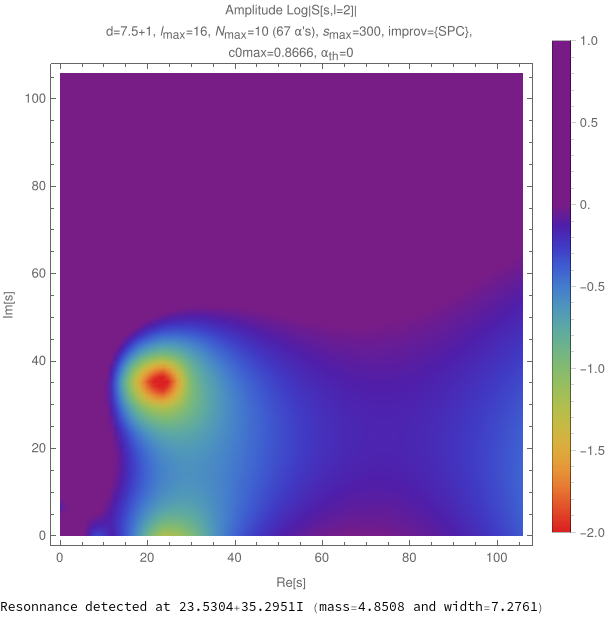 Amplitude Log|S[s,l=2]|
d=7.5+1, lmax=16, Nmax=10 (67 α's), smax=300, improv={SPC},
c0max=0.8666, αth=0
1.0
100
0.5
80
0.
60
Im[s]
-0.5
40
-1.0
20
-1.5
0
-2.0
0 20 40 60 80 100
Re[s]
Resonnance detected at 23.5304+35.2951I (mass=4.8508 and width=7.2761)